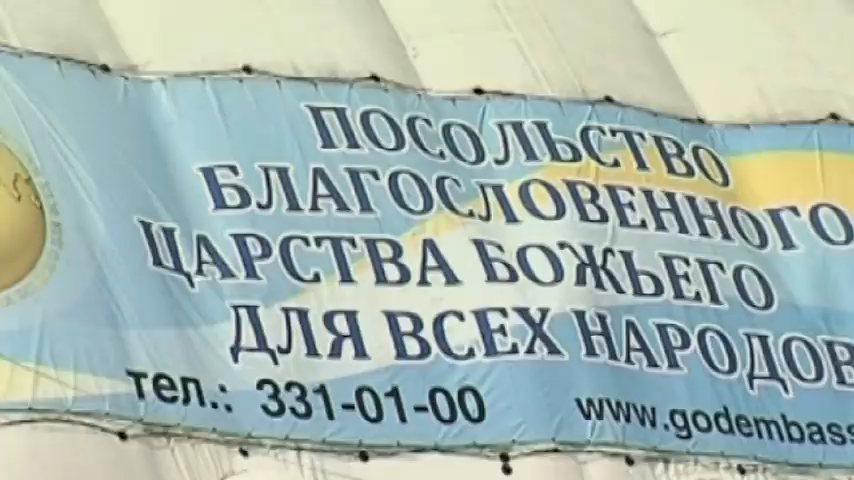 ПОСОЛЬСТВО
БЛАГОСЛОВЕННОГО
ЦАРСТВА БОЖЬЕГО
ДЛЯ ВСЕХ НАРОДОВ
тел.: 331-01-00
www.godembass